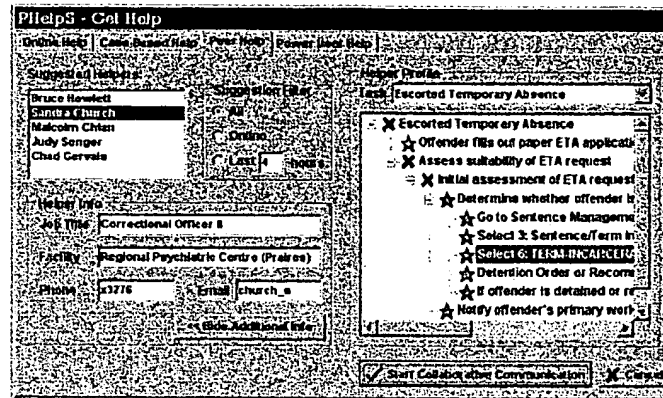 PHelpS - Get Help
Online Help | Case Based Help | Peer Help | Power User Help
Suggested Helpers:
Bruce Hewlett
Sandra Church
Malcolm Chten
Judy Songer
Chad Gervais
Suggestion Filter
All
Online
Last 4 hours
Helper Info
Job Title Correctional Officer II
Facility Regional Psychiatric Centre (Prairies)
Phone x3276 Email church_s
<< Hide Additional Info
Helper Profile
Task Escorted Temporary Absence
Escorted Temporary Absence
Offender fills out paper ETA applicati
Assess suitability of ETA request
Initial assessment of ETA request
Determine whether offender i
Go to Sentence Manageme
Select 3: Sentence/Term In
Select 6: TERM-INCARCERA
Detention Order or Recom
If offender is detained or re
Notify offender's primary work
Start Collaborative Communication Cancel